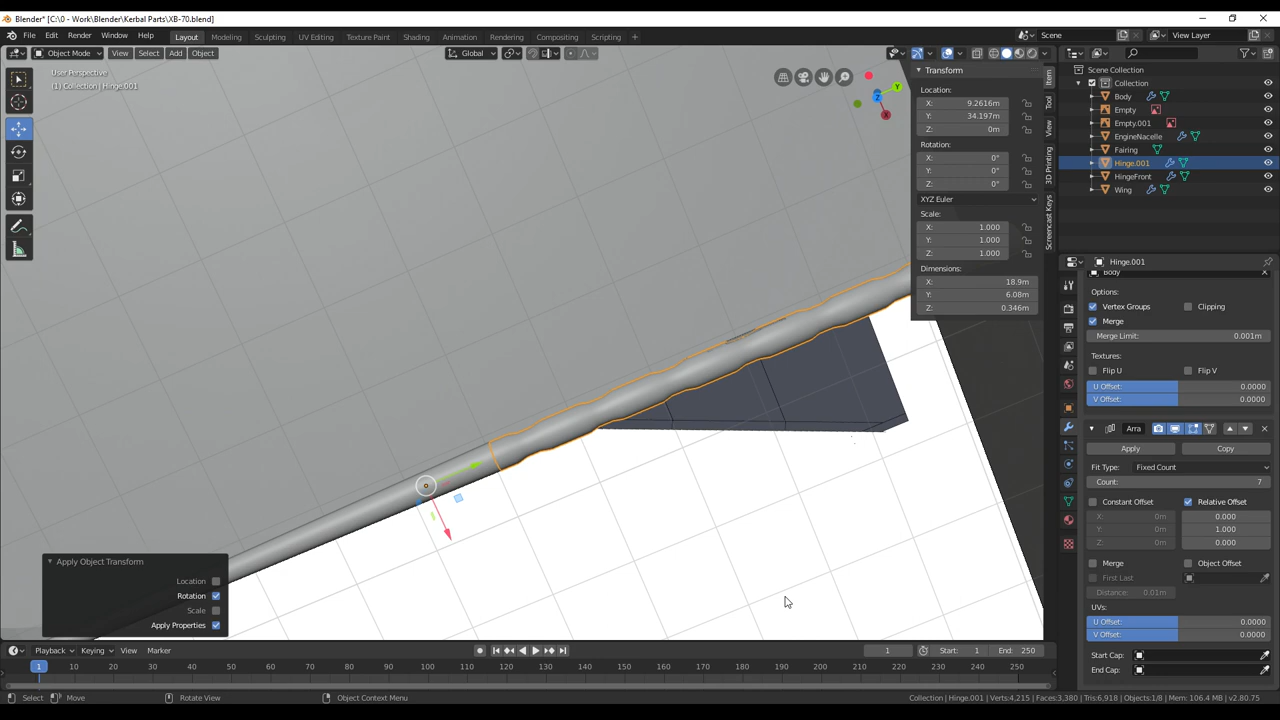 Blender* [C:\0 - Work\Blender\Kerbal Parts\XB-70.blend]
File Edit Render Window Help Layout Modeling Sculpting UV Editing Texture Paint Shading Animation Rendering Compositing Scripting + Scene View Layer
Object Mode View Select Add Object Global
User Perspective
(1) Collection | Hinge.001
Transform
Location:
X: 9.2616m
Y: 34.197m
Z: 0m
Rotation:
X: 0°
Y: 0°
Z: 0°
XYZ Euler
Scale:
X: 1.000
Y: 1.000
Z: 1.000
Dimensions:
X: 18.9m
Y: 6.08m
Z: 0.346m
Item
Tool
View
3D Printing
Screencast Keys
Y
Z
X
Scene Collection
Collection
Body
Empty
Empty.001
EngineNacelle
Fairing
Hinge.001
HingeFront
Wing
Hinge.001
Body
Options:
Vertex Groups Clipping
Merge
Merge Limit: 0.001m
Textures:
Flip U Flip V
U Offset: 0.0000
V Offset: 0.0000
Arra
Apply Copy
Fit Type: Fixed Count
Count: 7
Constant Offset Relative Offset
X: 0m 0.000
Y: 0m 1.000
Z: 0m 0.000
Merge Object Offset
First Last
Distance: 0.01m
UVs:
U Offset: 0.0000
V Offset: 0.0000
Start Cap:
End Cap:
Apply Object Transform
Location
Rotation
Scale
Apply Properties
Playback Keying View Marker 1 Start: 1 End: 250
1 10 20 30 40 50 60 70 80 90 100 110 120 130 140 150 160 170 180 190 200 210 220 230 240 250
Select Move Rotate View Object Context Menu Collection | Hinge.001 | Verts:4,215 | Faces:3,380 | Tris:6,918 | Objects:1/8 | Mem: 106.4 MB | v2.80.75